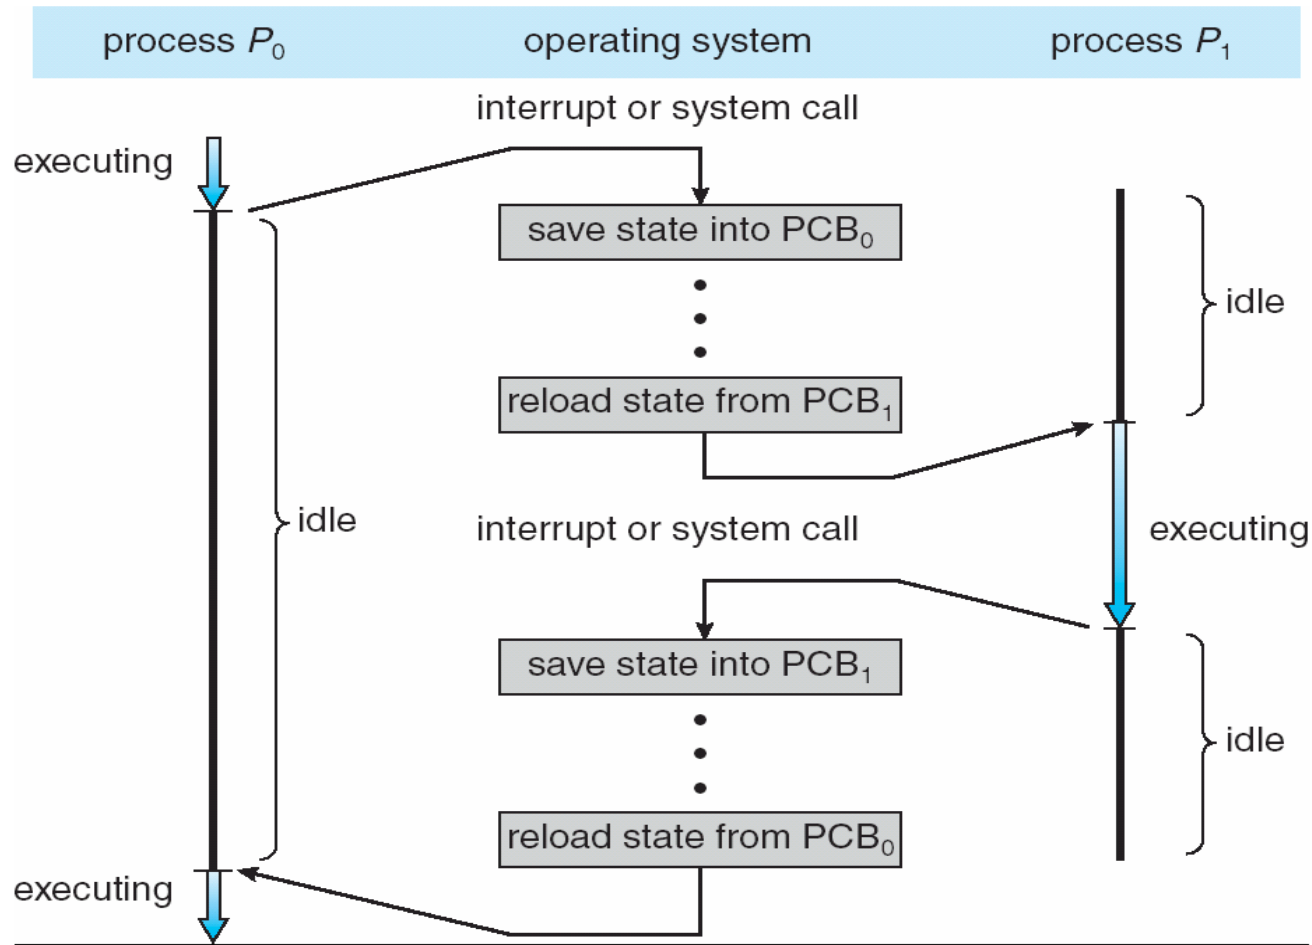 process P₀ operating system process P₁
interrupt or system call
executing
save state into PCB₀
idle
reload state from PCB₁
idle
interrupt or system call
executing
save state into PCB₁
idle
reload state from PCB₀
executing